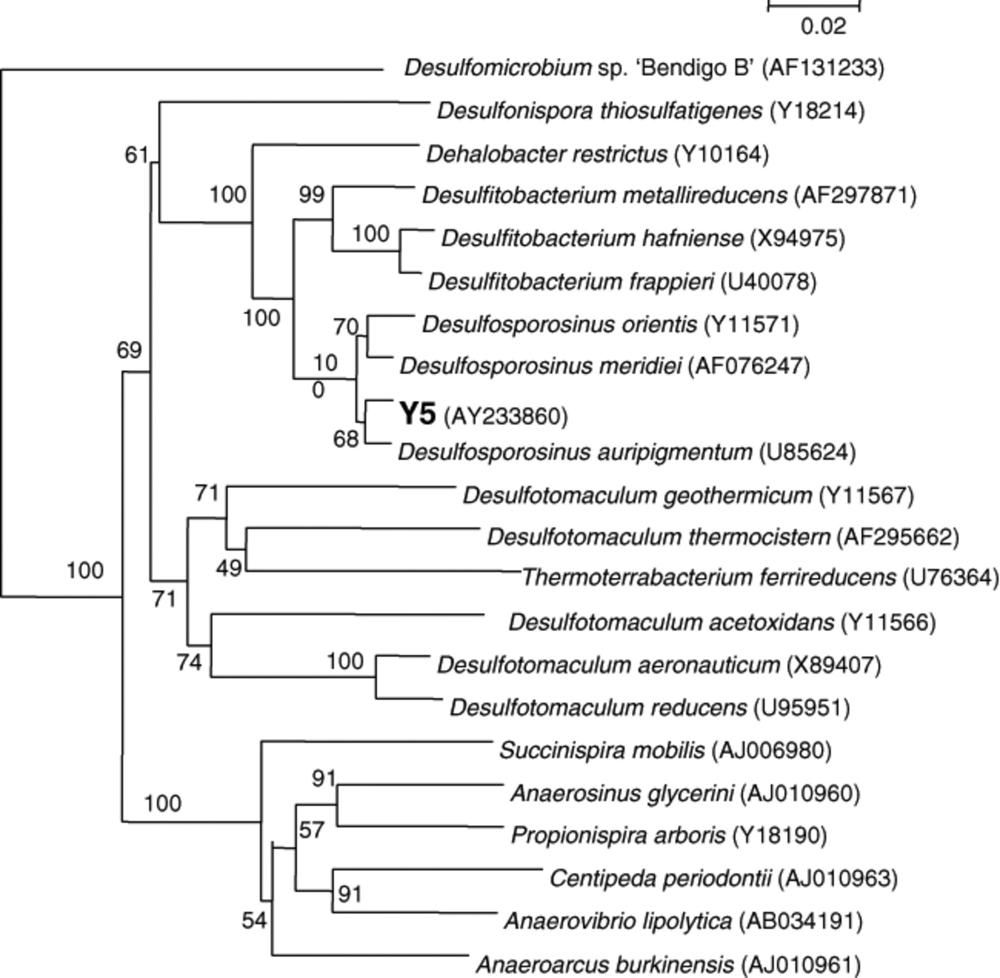 0.02
Desulfomicrobium sp. ‘Bendigo B’ (AF131233)
Desulfonispora thiosulfatigenes (Y18214)
61
Dehalobacter restrictus (Y10164)
100
99
Desulfitobacterium metallireducens (AF297871)
100
Desulfitobacterium hafniense (X94975)
Desulfitobacterium frappieri (U40078)
100
70
Desulfosporosinus orientis (Y11571)
69
10
0
Desulfosporosinus meridiei (AF076247)
Y5 (AY233860)
68
Desulfosporosinus auripigmentum (U85624)
71
Desulfotomaculum geothermicum (Y11567)
Desulfotomaculum thermocistern (AF295662)
100
49
Thermoterrabacterium ferrireducens (U76364)
71
Desulfotomaculum acetoxidans (Y11566)
74
100
Desulfotomaculum aeronauticum (X89407)
Desulfotomaculum reducens (U95951)
Succinispira mobilis (AJ006980)
91
Anaerosinus glycerini (AJ010960)
100
57
Propionispira arboris (Y18190)
Centipeda periodontii (AJ010963)
91
54
Anaerovibrio lipolytica (AB034191)
Anaeroarcus burkinensis (AJ010961)